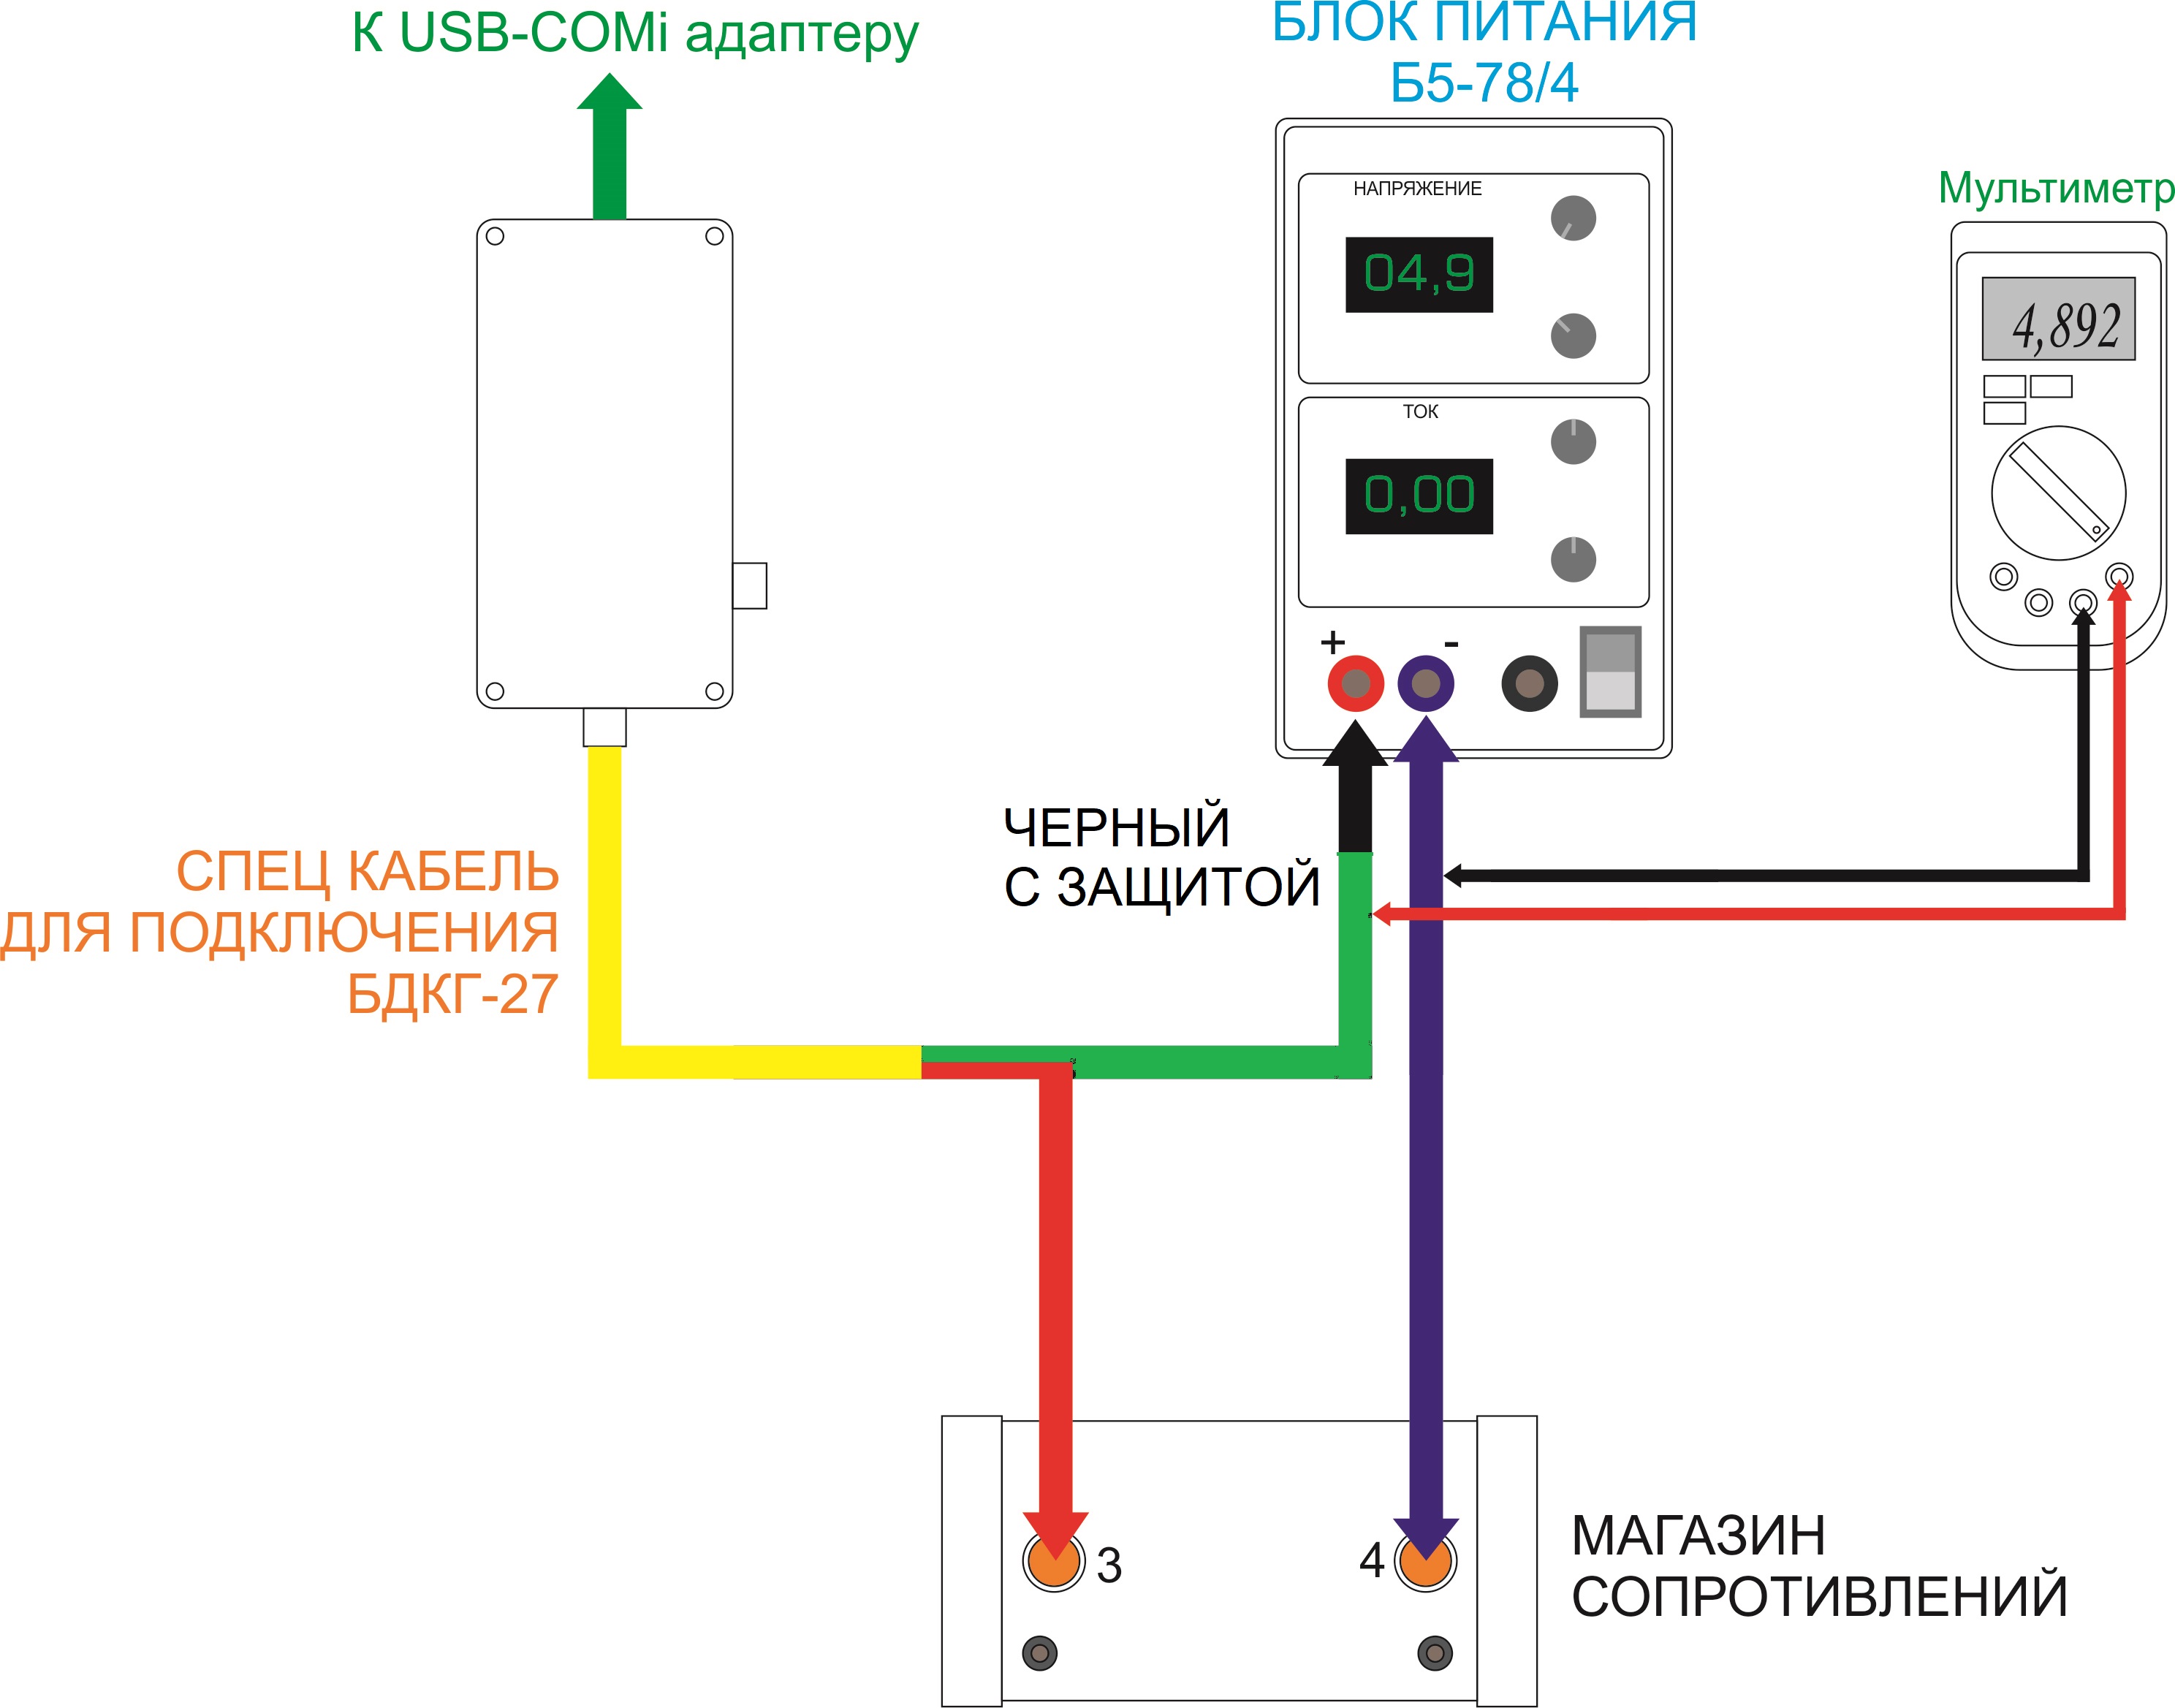 К USB-COMi адаптеру
БЛОК ПИТАНИЯ
Б5-78/4
Мультиметр
НАПРЯЖЕНИЕ
04,9
4,892
ТОК
0,00
+ -
ЧЕРНЫЙ
С ЗАЩИТОЙ
СПЕЦ КАБЕЛЬ
ДЛЯ ПОДКЛЮЧЕНИЯ
БДКГ-27
3
4
МАГАЗИН
СОПРОТИВЛЕНИЙ